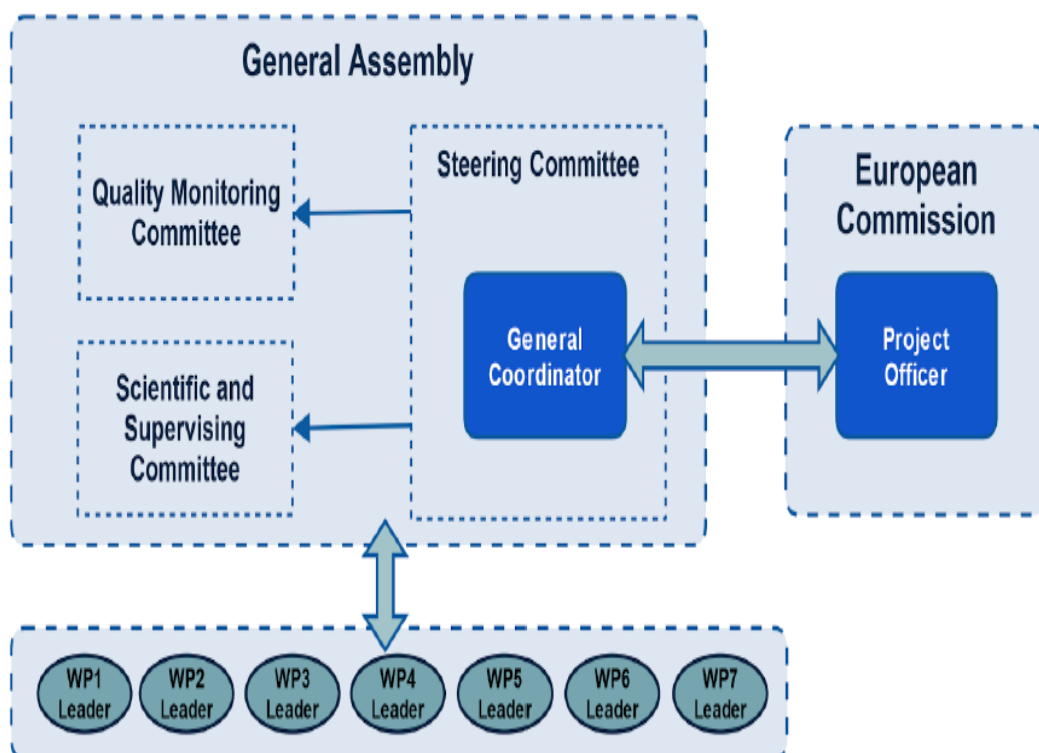 General Assembly
Quality Monitoring
Committee
Steering Committee
General
Coordinator
Scientific and
Supervising
Committee
European
Commission
Project
Officer
WP1
Leader
WP2
Leader
WP3
Leader
WP4
Leader
WP5
Leader
WP6
Leader
WP7
Leader